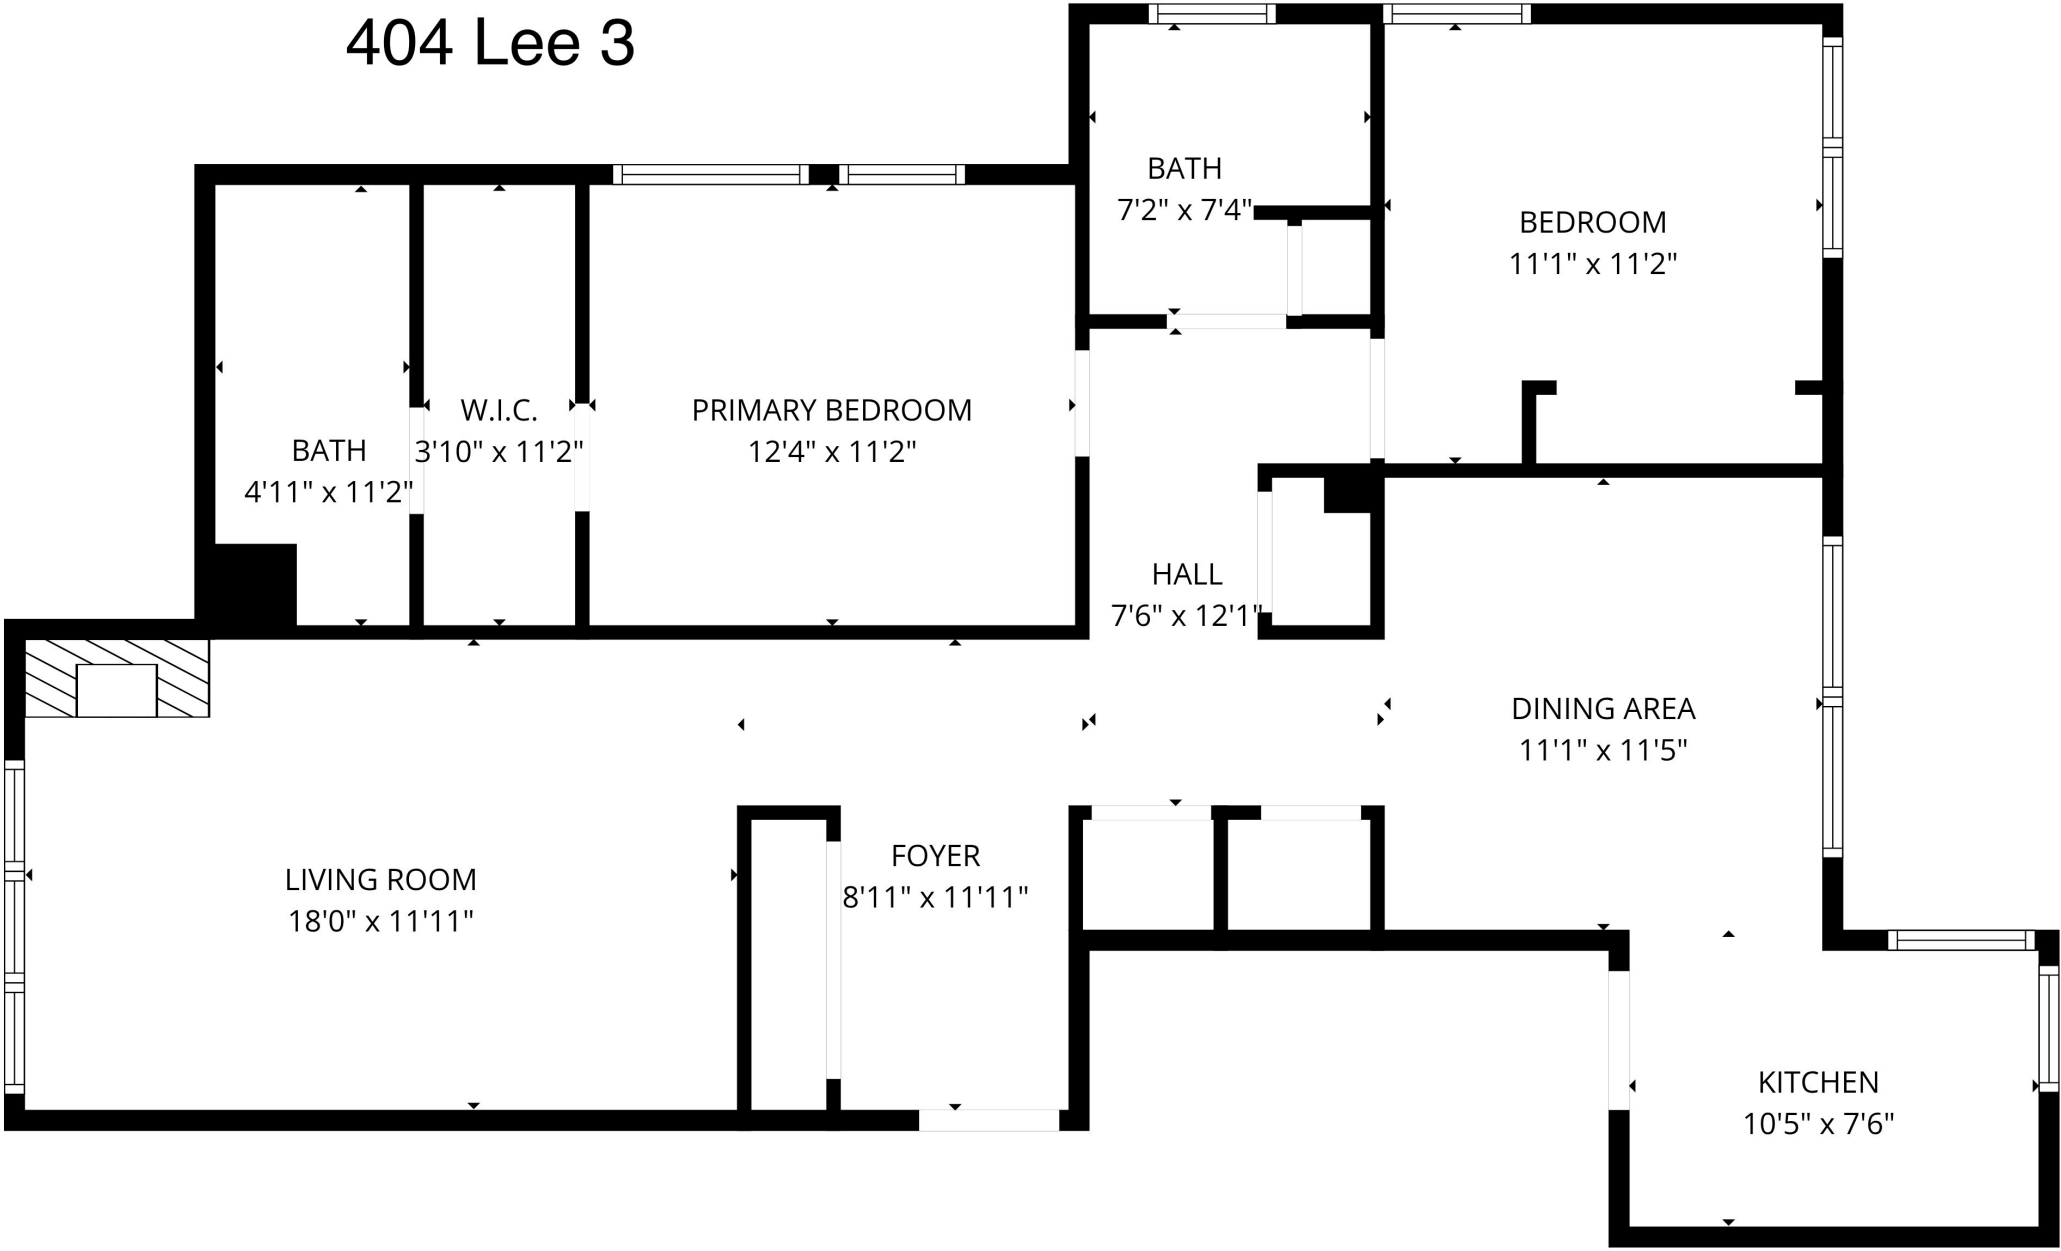 404 Lee 3
BATH
7'2" x 7'4"
BEDROOM
11'1" x 11'2"
PRIMARY BEDROOM
12'4" x 11'2"
W.I.C.
3'10" x 11'2"
BATH
4'11" x 11'2"
HALL
7'6" x 12'1"
DINING AREA
11'1" x 11'5"
FOYER
8'11" x 11'11"
LIVING ROOM
18'0" x 11'11"
KITCHEN
10'5" x 7'6"